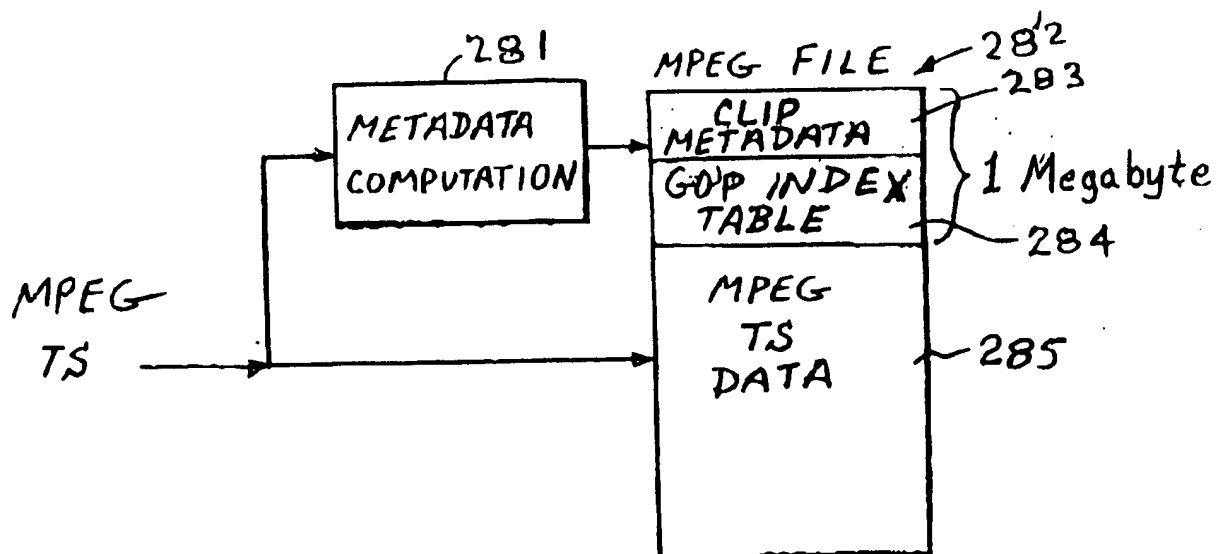 281
MPEG FILE
282
283
METADATA
COMPUTATION
CLIP
METADATA
1 Megabyte
GOP INDEX
TABLE
284
MPEG
TS
MPEG
TS
DATA
285